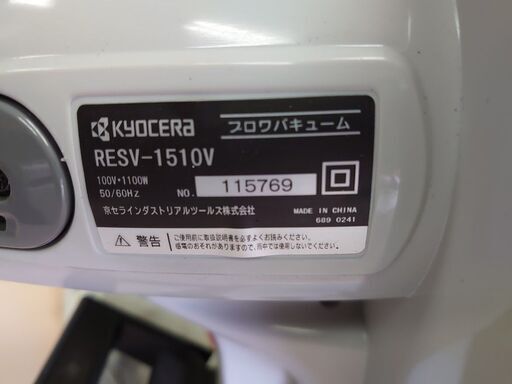 KYOCERA
ブロワバキューム
RESV-1510V
100V・1100W
50/60Hz
NO. 115769
京セラインダストリアルツールズ株式会社
MADE IN CHINA
689 0241
警告
ご使用前に取扱説明書を必ずよくお読みください。
感電のおそれがありますので、雨中では使用しないでください。